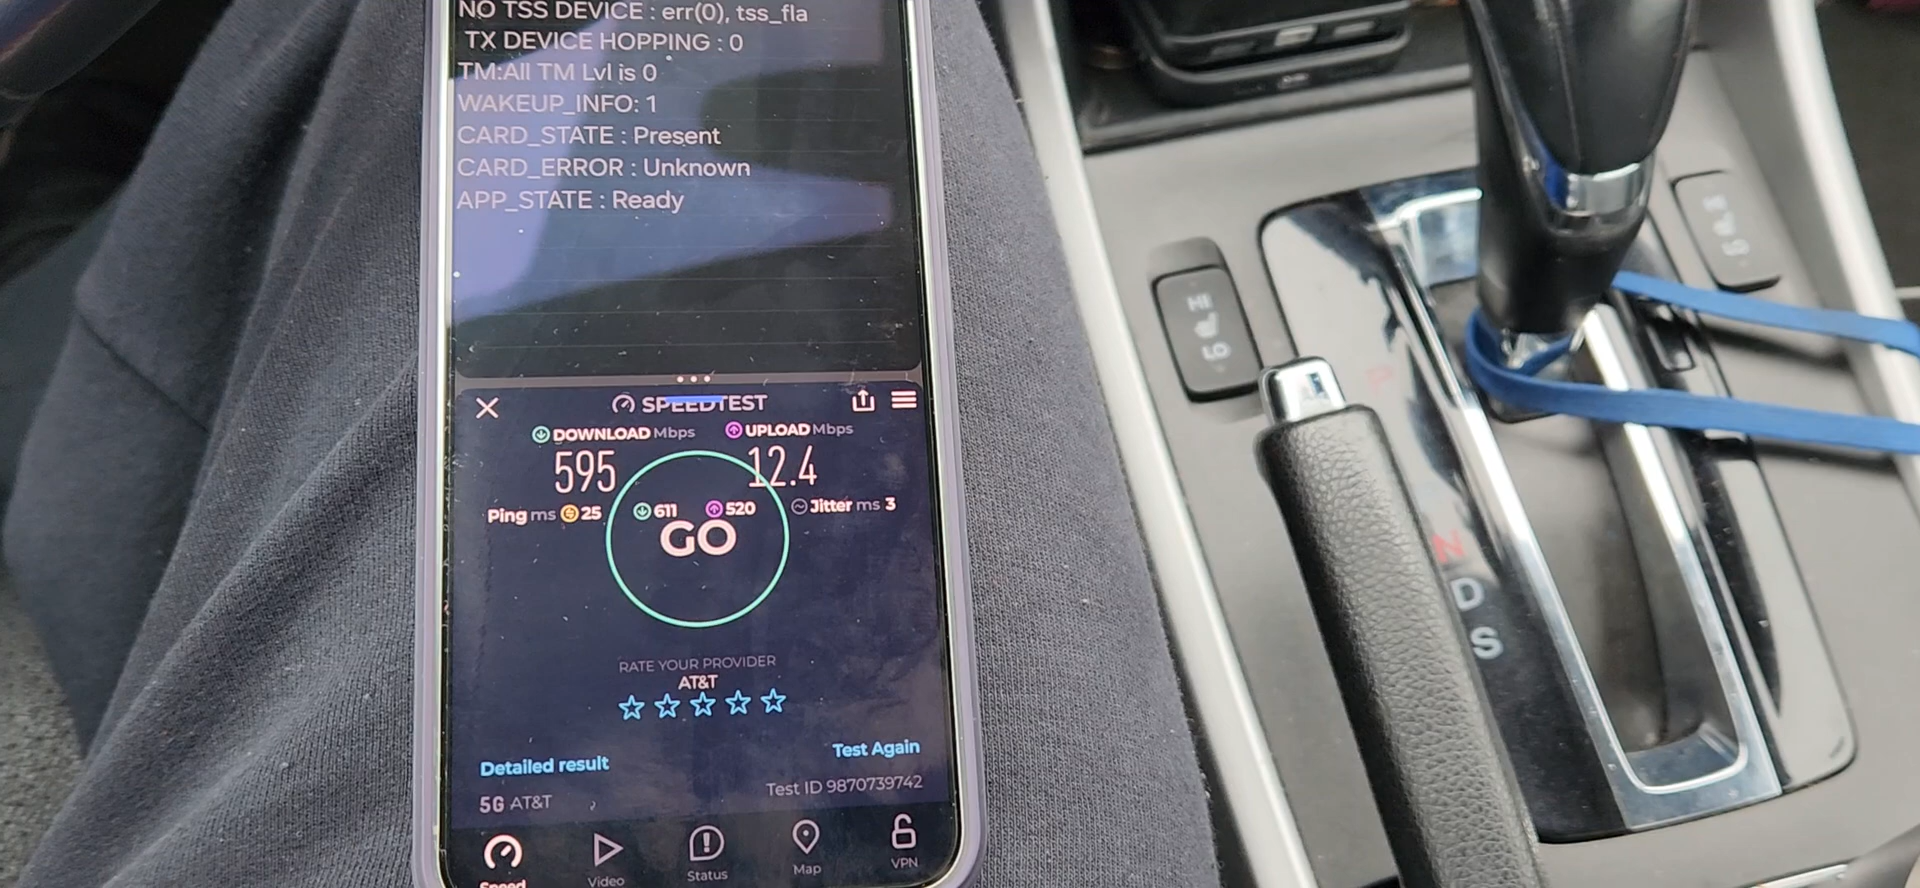 NO TSS DEVICE : err(0), tss_fla
TX DEVICE HOPPING : 0
TM:All TM Lvl is 0
WAKEUP_INFO: 1
CARD_STATE : Present
CARD_ERROR : Unknown
APP_STATE : Ready
SPEEDTEST
DOWNLOAD Mbps UPLOAD Mbps
595 12.4
Ping ms 25 611 520 Jitter ms 3
GO
RATE YOUR PROVIDER
AT&T
Detailed result Test Again
5G AT&T Test ID 9870739742
Speed Video Status Map VPN
HI
LO
P
N
D
S